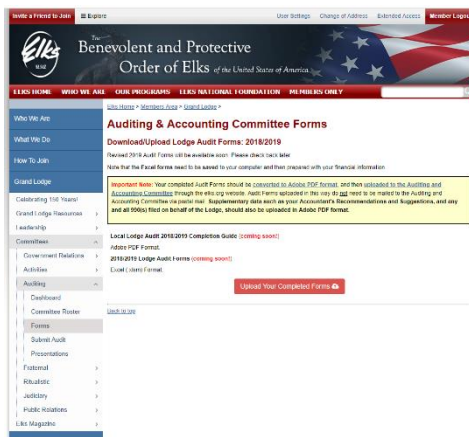 Invite a Friend to Join
Explore
User Settings
Change of Address
Extended Access
Member Logout
Elks
The
Benevolent and Protective
Order of Elks of the United States of America
ELKS HOME
WHO WE ARE
OUR PROGRAMS
ELKS NATIONAL FOUNDATION
MEMBERS ONLY
Elks Home > Members Area > Grand Lodge >
Who We Are
What We Do
How To Join
Grand Lodge
Celebrating 150 Years!
Grand Lodge Resources
Leadership
Committees
Government Relations
Activities
Auditing
Dashboard
Committee Roster
Forms
Submit Audit
Presentations
Fraternal
Ritualistic
Judiciary
Public Relations
Elks Magazine
Auditing & Accounting Committee Forms
Download/Upload Lodge Audit Forms: 2018/2019
Revised 2019 Audit Forms will be available soon. Please check back later.
Note that the Excel forms need to be saved to your computer and then prepared with your financial information
Important Note: Your completed Audit Forms should be converted to Adobe PDF format, and then uploaded to the Auditing and
Accounting Committee through the elks.org website. Audit Forms uploaded in this way do not need to be mailed to the Auditing and
Accounting Committee via postal mail. Supplementary data such as your Accountant's Recommendations and Suggestions, and any
and all 990(s) filed on behalf of the Lodge, should also be uploaded in Adobe PDF format.
Local Lodge Audit 2018/2019 Completion Guide (coming soon!)
Adobe PDF Format.
2018/2019 Lodge Audit Forms (coming soon!)
Excel (.xlsm) Format.
Upload Your Completed Forms
Back to top